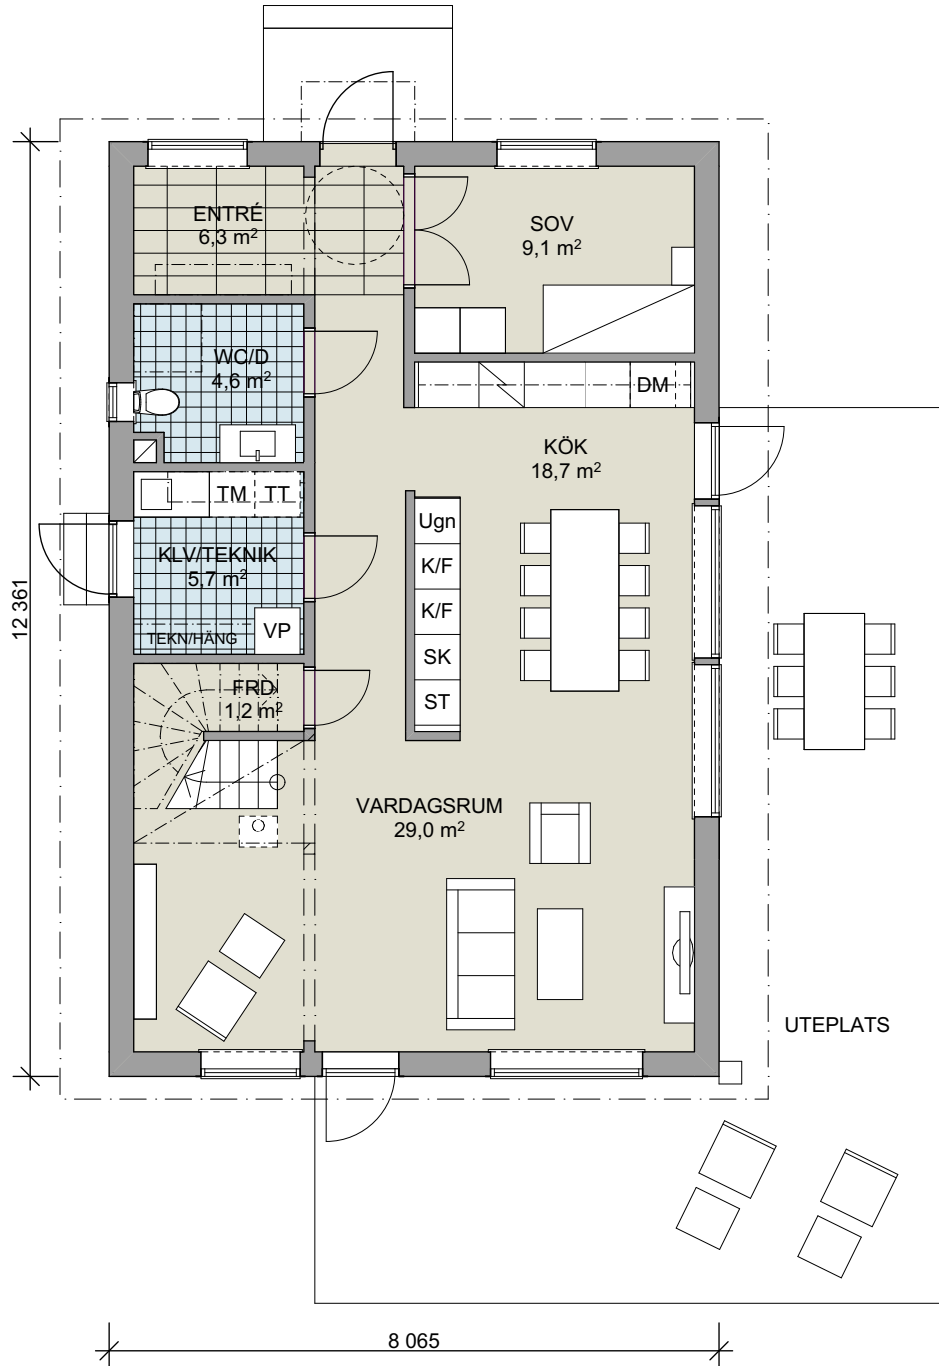 ENTRÉ
6,3 m²
SOV
9,1 m²
WC/D
4,6 m²
DM
KÖK
18,7 m²
TM
TT
Ugn
KLV/TEKNIK
5,7 m²
K/F
K/F
TEKN/HÄNG
VP
SK
FRD
1,2 m²
ST
VARDAGSRUM
29,0 m²
UTEPLATS
12 361
8 065